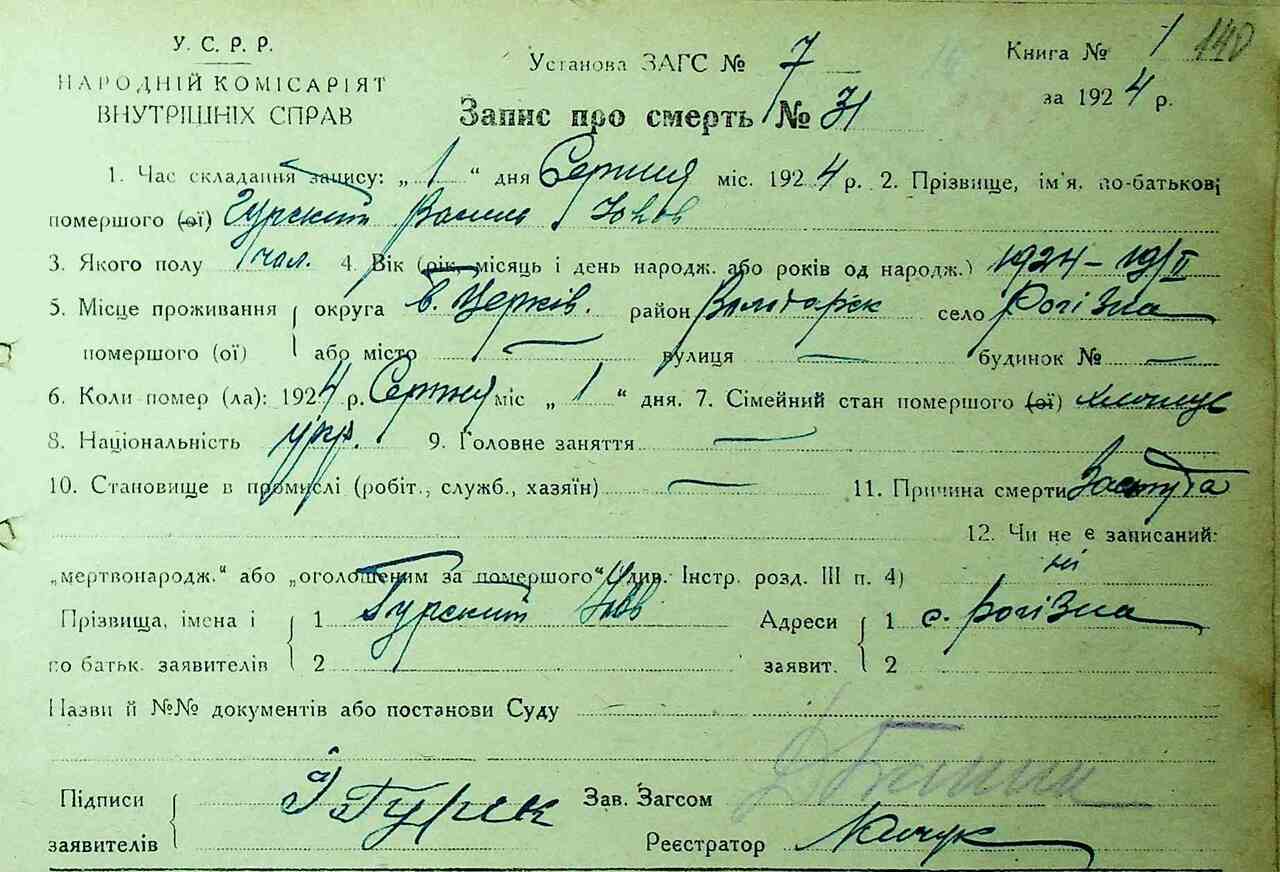 У. С. Р. Р.
НАРОДНІЙ КОМІСАРІЯТ
ВНУТРІШНІХ СПРАВ
Установа ЗАГС № 7
Книга № 1 140
за 1924 р.
Запис про смерть № 31
1. Час складання запису: „ 1 “ дня Серпня міс. 1924 р. 2. Прізвище, ім'я, по-батькові
помершого (ої) Гурский Василь
3. Якого полу чол. 4. Вік (рік, місяць і день народж. або років од народж.) 1924 – 19/II
5. Місце проживання округа б. Церків. район Володарск село Рогізна
помершого (ої) або місто — вулиця — будинок № —
6. Коли помер (ла): 1924 р. Серпня міс „ 1 “ дня. 7. Сімейний стан помершого (ої) хлопець
8. Національність укр. 9. Головне заняття —
10. Становище в промислі (робіт., служб., хазяїн) — 11. Причина смерти Застуда
12. Чи не є записаний:
„мертвонародж.“ або „оголошеним за помершого“ (див. Інстр. розд. III п. 4) ні
Прізвища, імена і 1 Гурский Адреси 1 с. Рогізна
по батьк. заявителів 2 заявит. 2
Назви й №№ документів або постанови Суду
Підписи Гурск Зав. Загсом
заявителів Реєстратор